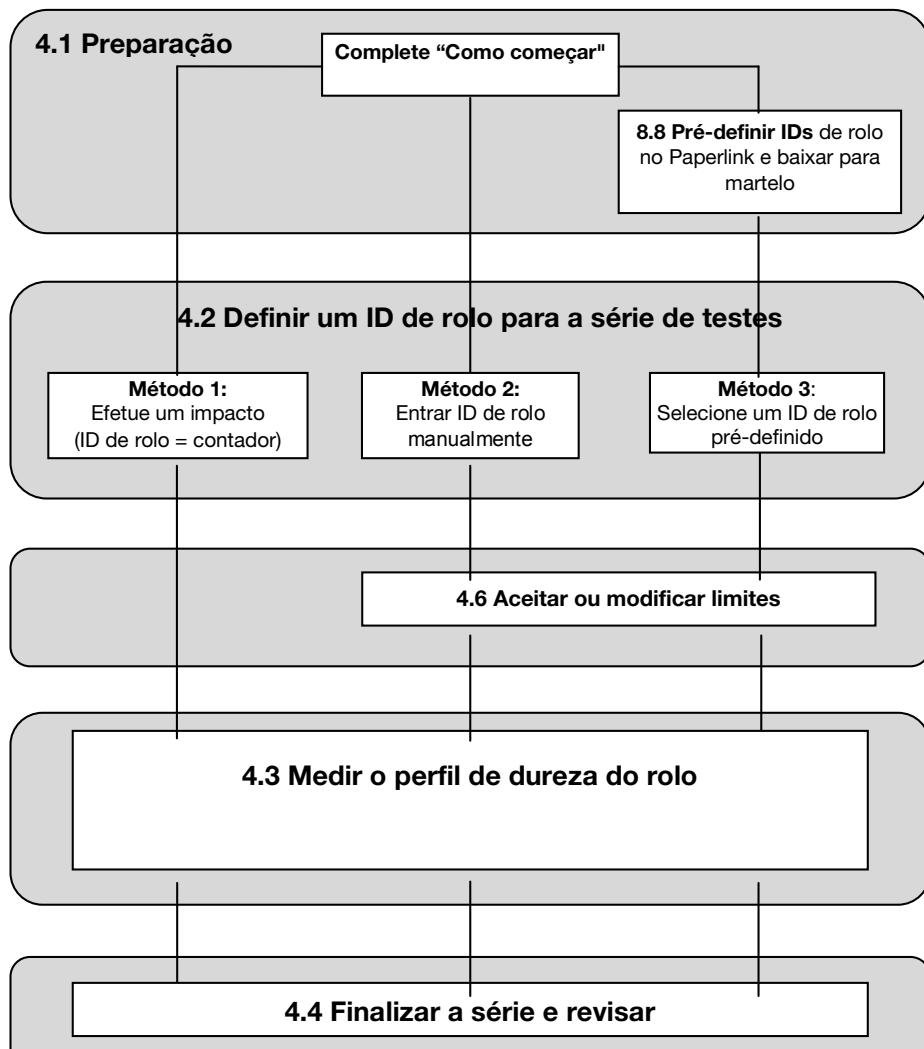 4.1 Preparação
Complete “Como começar"
8.8 Pré-definir IDs de rolo
no Paperlink e baixar para
martelo
4.2 Definir um ID de rolo para a série de testes
Método 1:
Efetue um impacto
(ID de rolo = contador)
Método 2:
Entrar ID de rolo
manualmente
Método 3:
Selecione um ID de rolo
pré-definido
4.6 Aceitar ou modificar limites
4.3 Medir o perfil de dureza do rolo
4.4 Finalizar a série e revisar